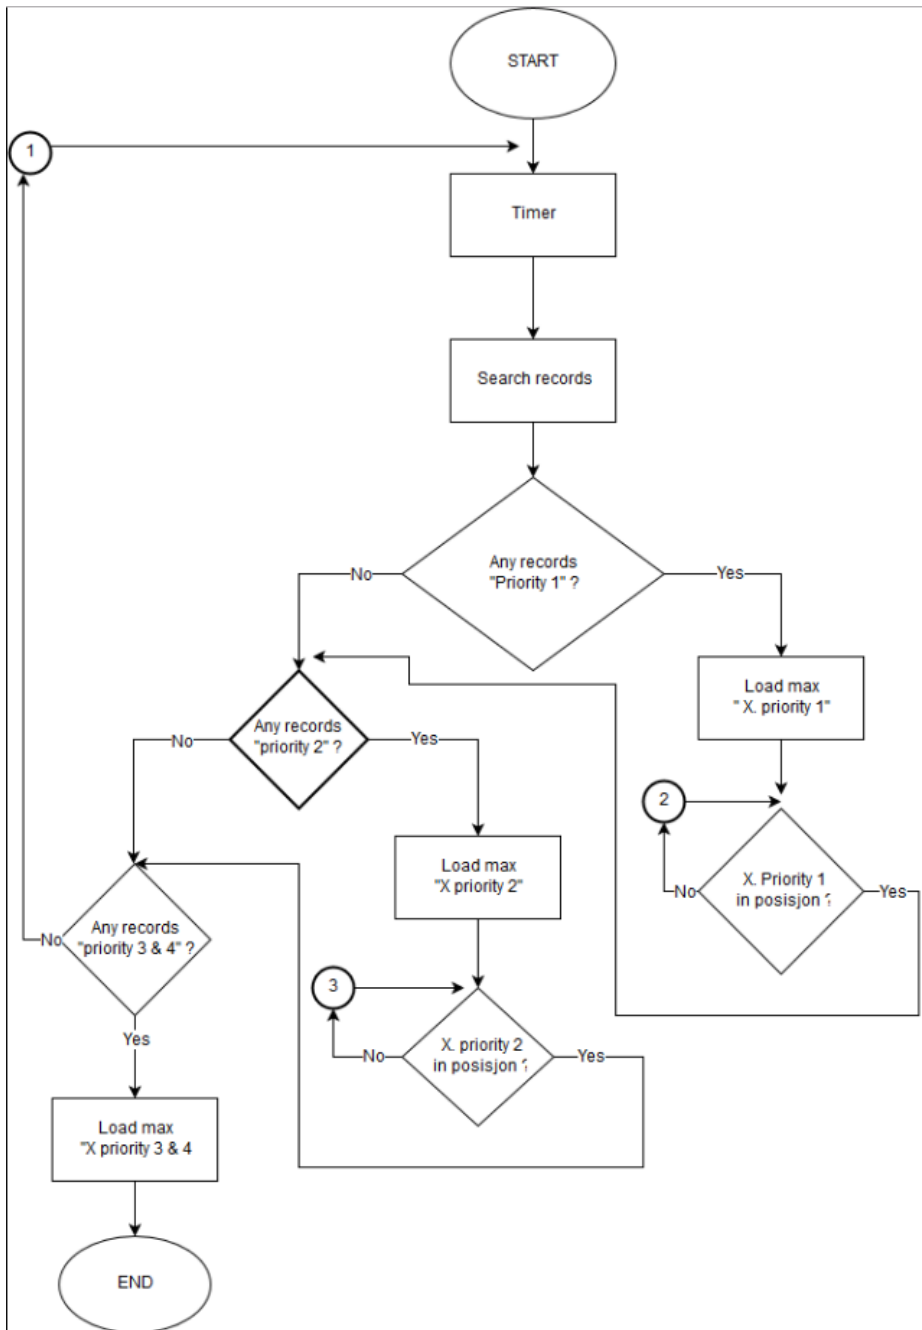 START
1
Timer
Search records
Any records
"Priority 1" ?
No
Yes
Load max
" X. priority 1"
Any records
"priority 2" ?
No
Yes
2
X. Priority 1
in posisjon ?
No
Yes
Load max
"X priority 2"
Any records
"priority 3 & 4" ?
No
Yes
3
X. priority 2
in posisjon ?
No
Yes
Load max
"X priority 3 & 4
END